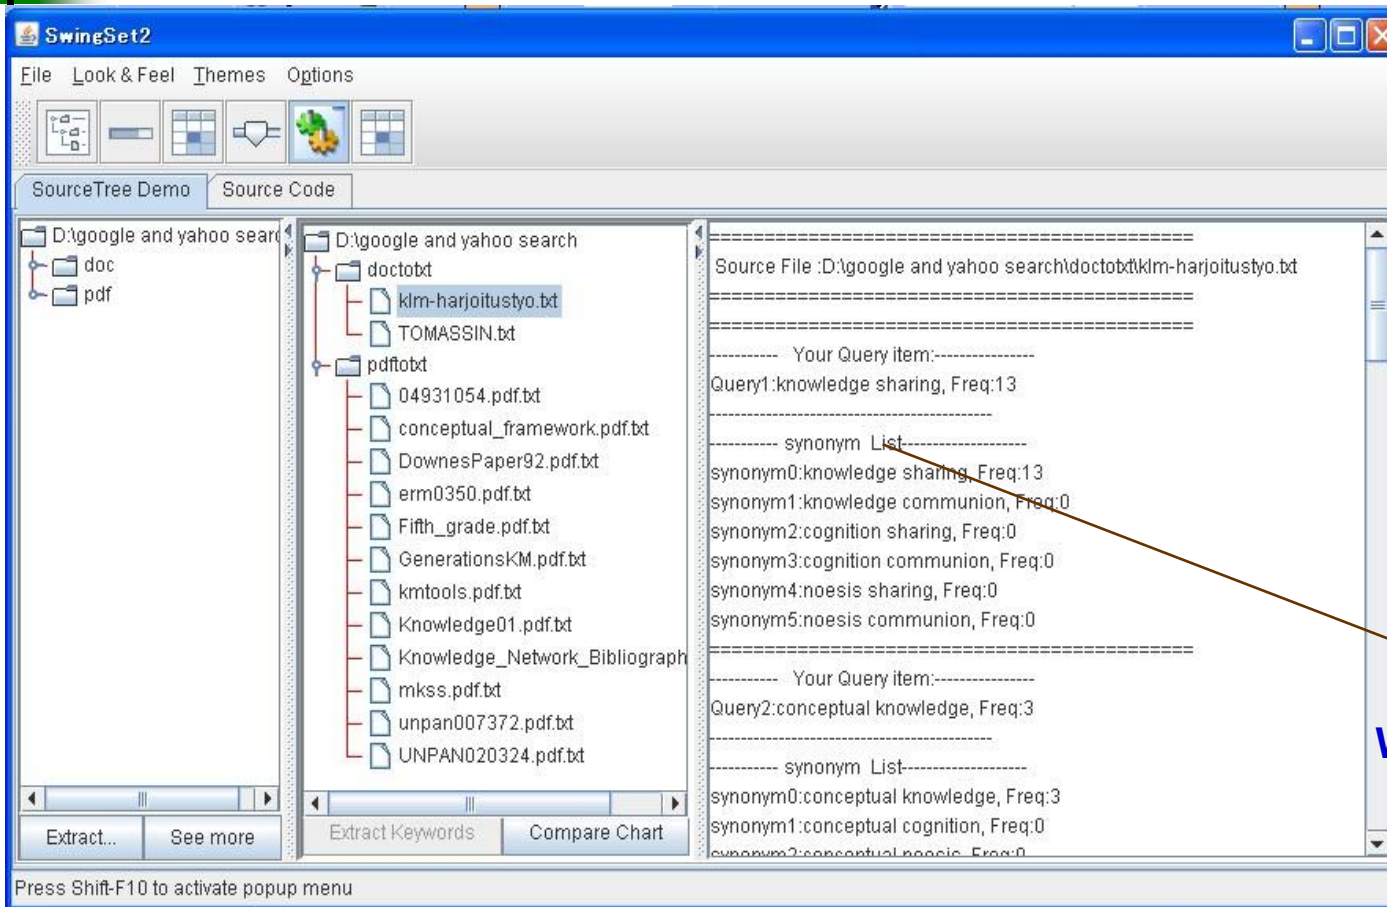 SwingSet2
File Look & Feel Themes Options
SourceTree Demo Source Code
D:\google and yahoo searc
doc
pdf
Extract... See more
D:\google and yahoo search
doctotxt
klm-harjoitustyo.txt
TOMASSIN.txt
pdftotxt
04931054.pdf.txt
conceptual_framework.pdf.txt
DownesPaper92.pdf.txt
erm0350.pdf.txt
Fifth_grade.pdf.txt
GenerationsKM.pdf.txt
kmtools.pdf.txt
Knowledge01.pdf.txt
Knowledge_Network_Bibliograph
mkss.pdf.txt
unpan007372.pdf.txt
UNPAN020324.pdf.txt
Extract Keywords Compare Chart
===========================================
Source File :D:\google and yahoo search\doctotxt\klm-harjoitustyo.txt
===========================================
===========================================
----------- Your Query item:----------------
Query1:knowledge sharing, Freq:13
---------------------------------------------
----------- synonym List--------------------
synonym0:knowledge sharing, Freq:13
synonym1:knowledge communion, Freq:0
synonym2:cognition sharing, Freq:0
synonym3:cognition communion, Freq:0
synonym4:noesis sharing, Freq:0
synonym5:noesis communion, Freq:0
===========================================
----------- Your Query item:----------------
Query2:conceptual knowledge, Freq:3
---------------------------------------------
----------- synonym List--------------------
synonym0:conceptual knowledge, Freq:3
synonym1:conceptual cognition, Freq:0
synonym2:conceptual noesis, Freq:0
Press Shift-F10 to activate popup menu